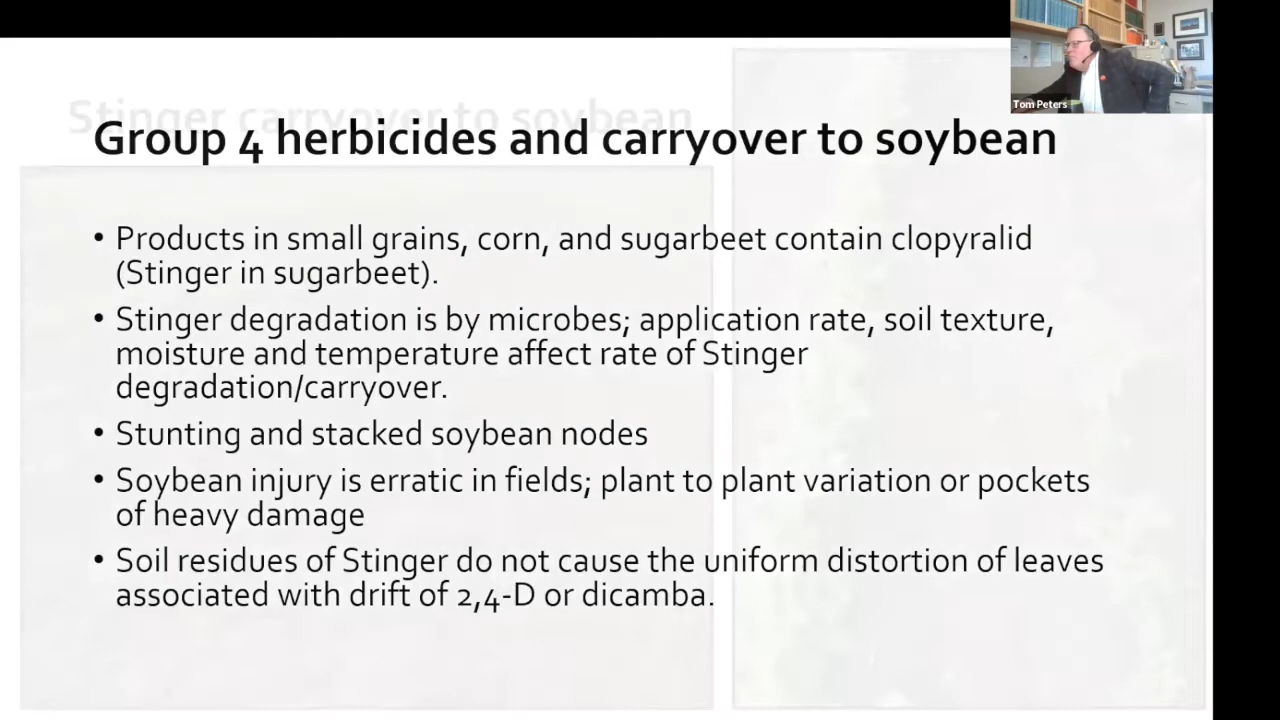 Tom Peters
Stinger carryover to soybean
Group 4 herbicides and carryover to soybean
• Products in small grains, corn, and sugarbeet contain clopyralid
(Stinger in sugarbeet).
• Stinger degradation is by microbes; application rate, soil texture,
moisture and temperature affect rate of Stinger
degradation/carryover.
• Stunting and stacked soybean nodes
• Soybean injury is erratic in fields; plant to plant variation or pockets
of heavy damage
• Soil residues of Stinger do not cause the uniform distortion of leaves
associated with drift of 2,4-D or dicamba.